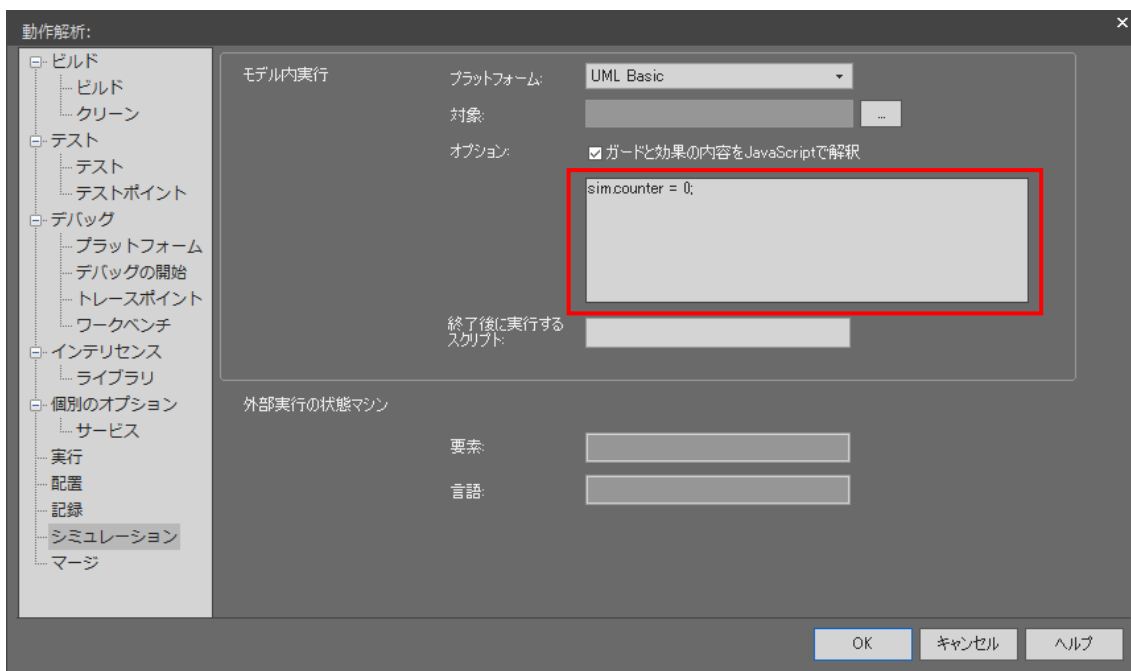 動作解析:
×
ビルド
ビルド
クリーン
テスト
テスト
テストポイント
デバッグ
プラットフォーム
デバッグの開始
トレースポイント
ワークベンチ
インテリセンス
ライブラリ
個別のオプション
サービス
実行
配置
記録
シミュレーション
マージ
モデル内実行
プラットフォーム: UML Basic
対象: ...
オプション: ガードと効果の内容をJavaScriptで解釈
sim.counter = 0;
終了後に実行する
スクリプト:
外部実行の状態マシン
要素:
言語:
OK キャンセル ヘルプ